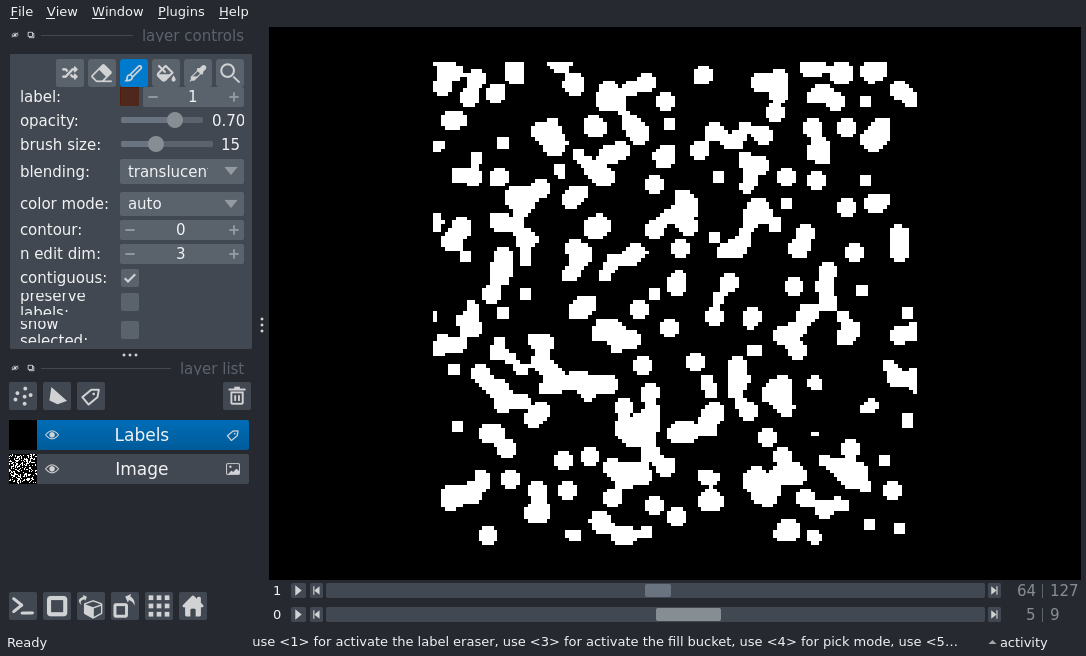 File View Window Plugins Help
layer controls
label: 1
opacity: 0.70
brush size: 15
blending: translucen
color mode: auto
contour: 0
n edit dim: 3
contiguous:
preserve
labels:
show
selected:
layer list
Labels
Image
1 64 | 127
0 5 | 9
Ready use <1> for activate the label eraser, use <3> for activate the fill bucket, use <4> for pick mode, use <5... activity